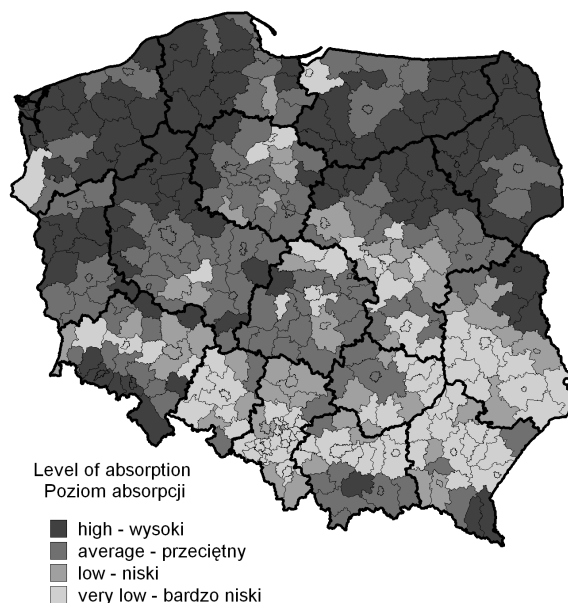 Level of absorption
Poziom absorpcji
high - wysoki
average - przeciętny
low - niski
very low - bardzo niski